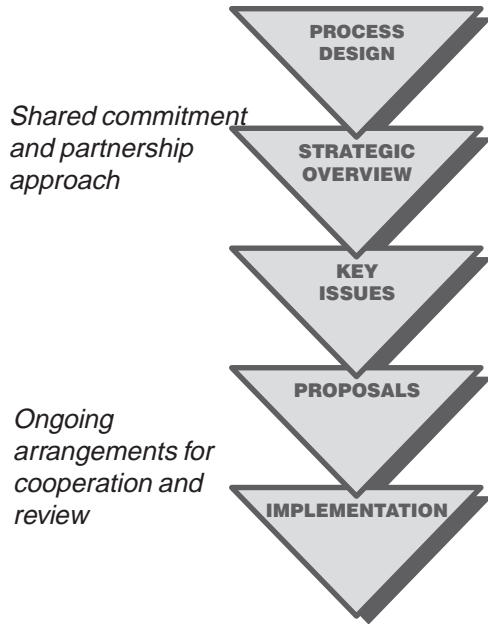 PROCESS
DESIGN
Shared commitment
and partnership
approach
STRATEGIC
OVERVIEW
KEY
ISSUES
PROPOSALS
Ongoing
arrangements for
cooperation and
review
IMPLEMENTATION